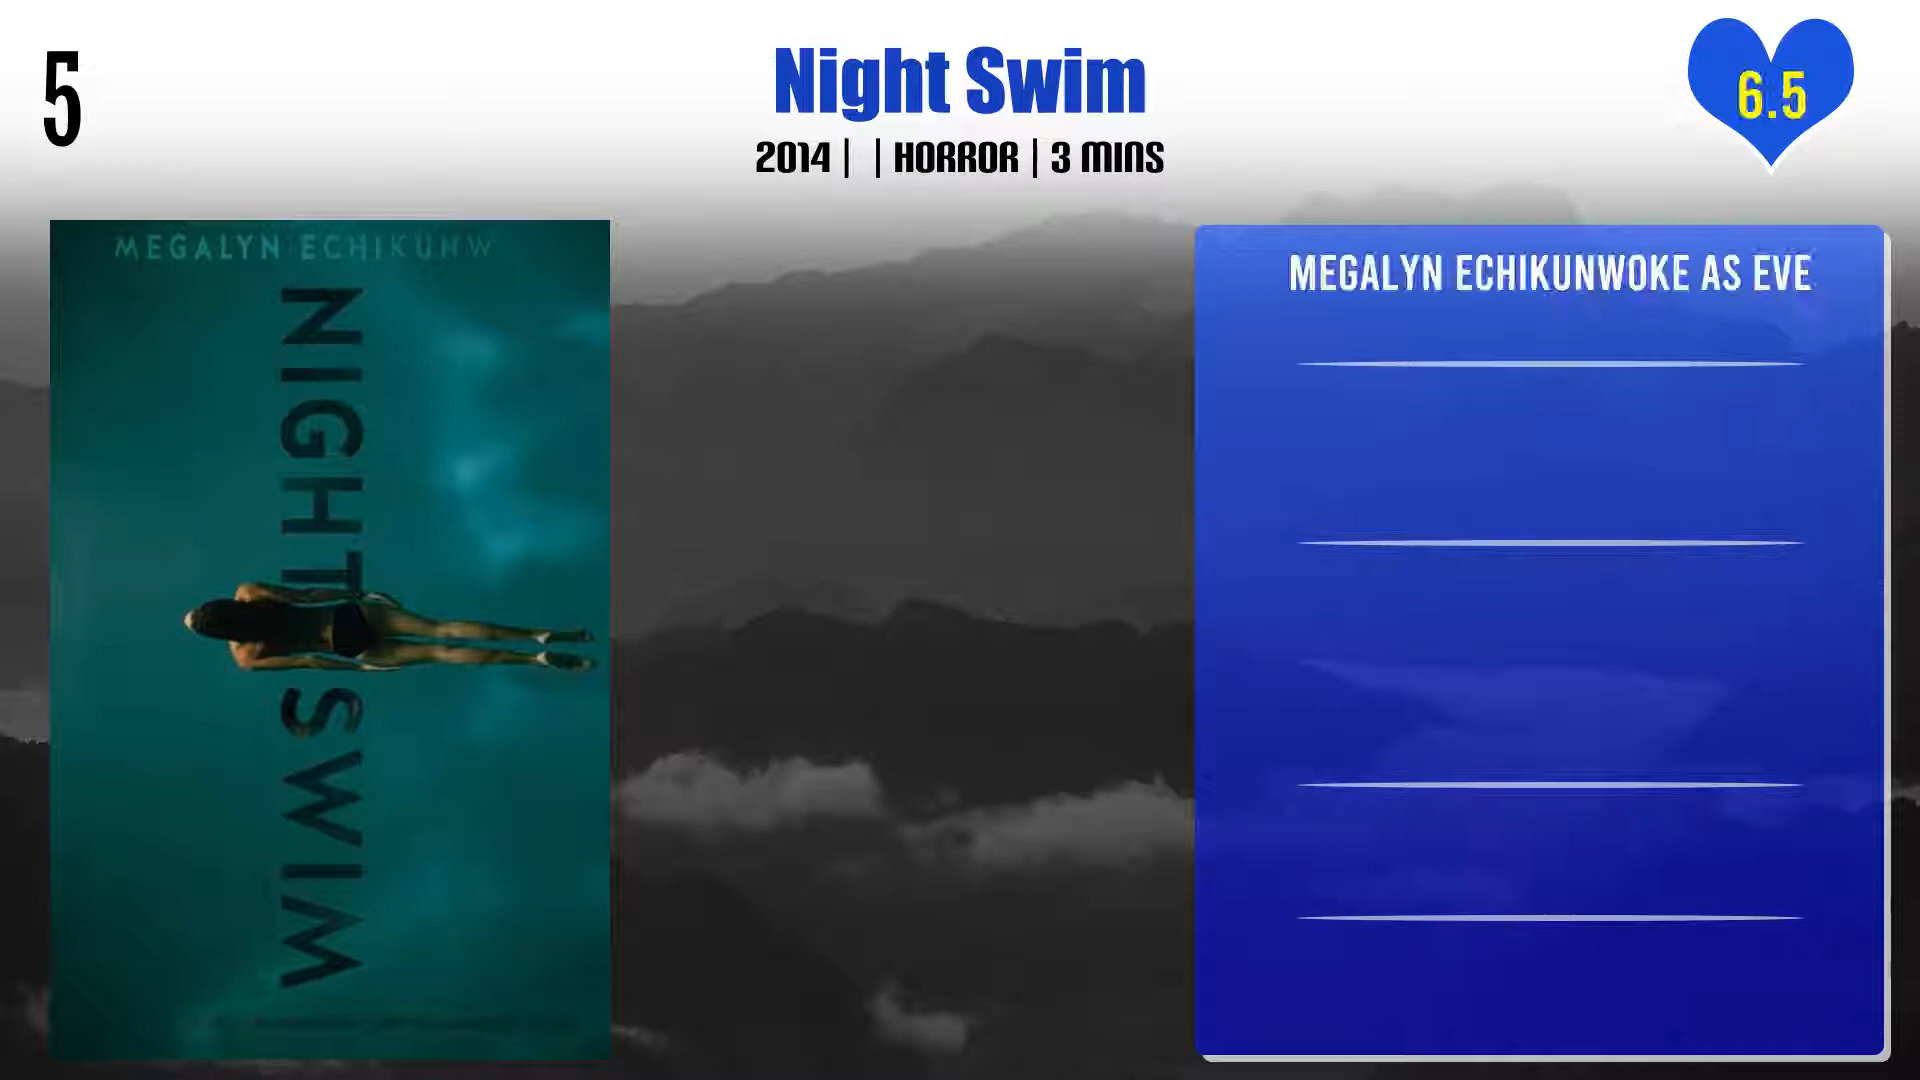 5
Night Swim
2014 | | HORROR | 3 MINS
6.5
MEGALYN ECHIKUNW
NIGHT SWIM
MEGALYN ECHIKUNWOKE AS EVE